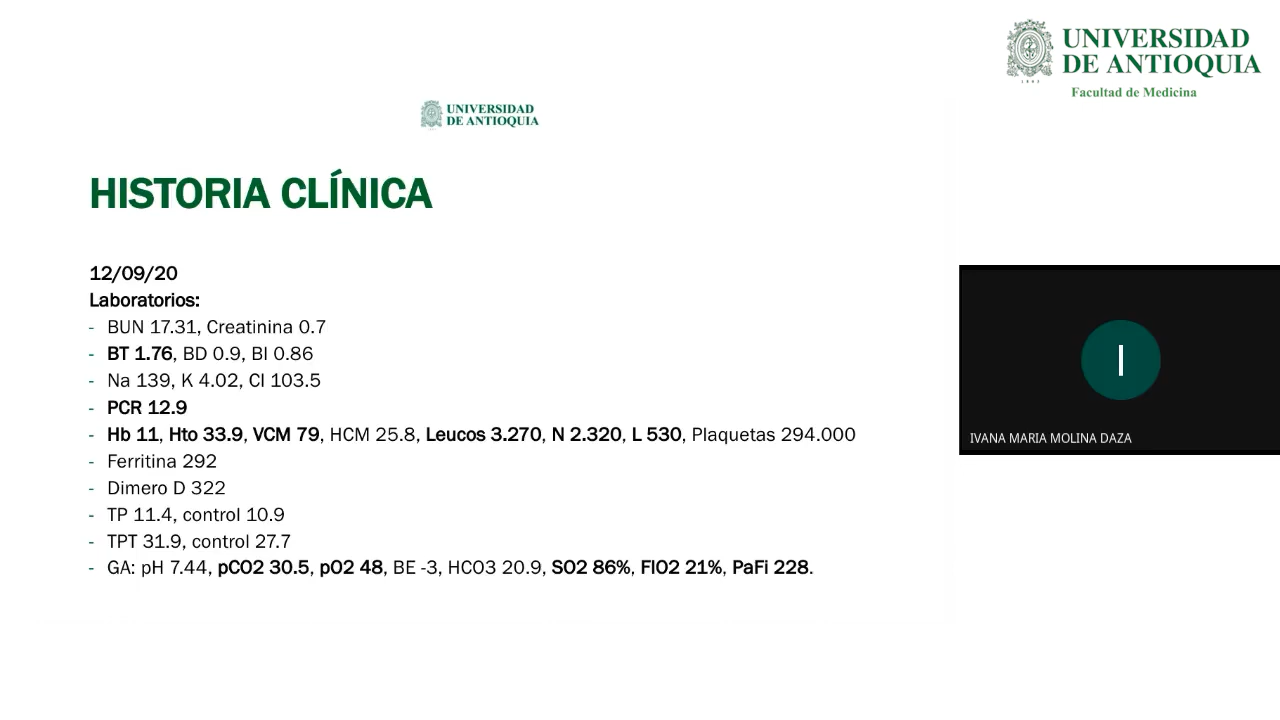 UNIVERSIDAD
DE ANTIOQUIA
1803
Facultad de Medicina
UNIVERSIDAD
DE ANTIOQUIA
HISTORIA CLÍNICA
12/09/20
Laboratorios:
- BUN 17.31, Creatinina 0.7
- BT 1.76, BD 0.9, BI 0.86
- Na 139, K 4.02, Cl 103.5
- PCR 12.9
- Hb 11, Hto 33.9, VCM 79, HCM 25.8, Leucos 3.270, N 2.320, L 530, Plaquetas 294.000
- Ferritina 292
- Dimero D 322
- TP 11.4, control 10.9
- TPT 31.9, control 27.7
- GA: pH 7.44, pCO2 30.5, pO2 48, BE -3, HCO3 20.9, SO2 86%, FIO2 21%, PaFi 228.
I
IVANA MARIA MOLINA DAZA